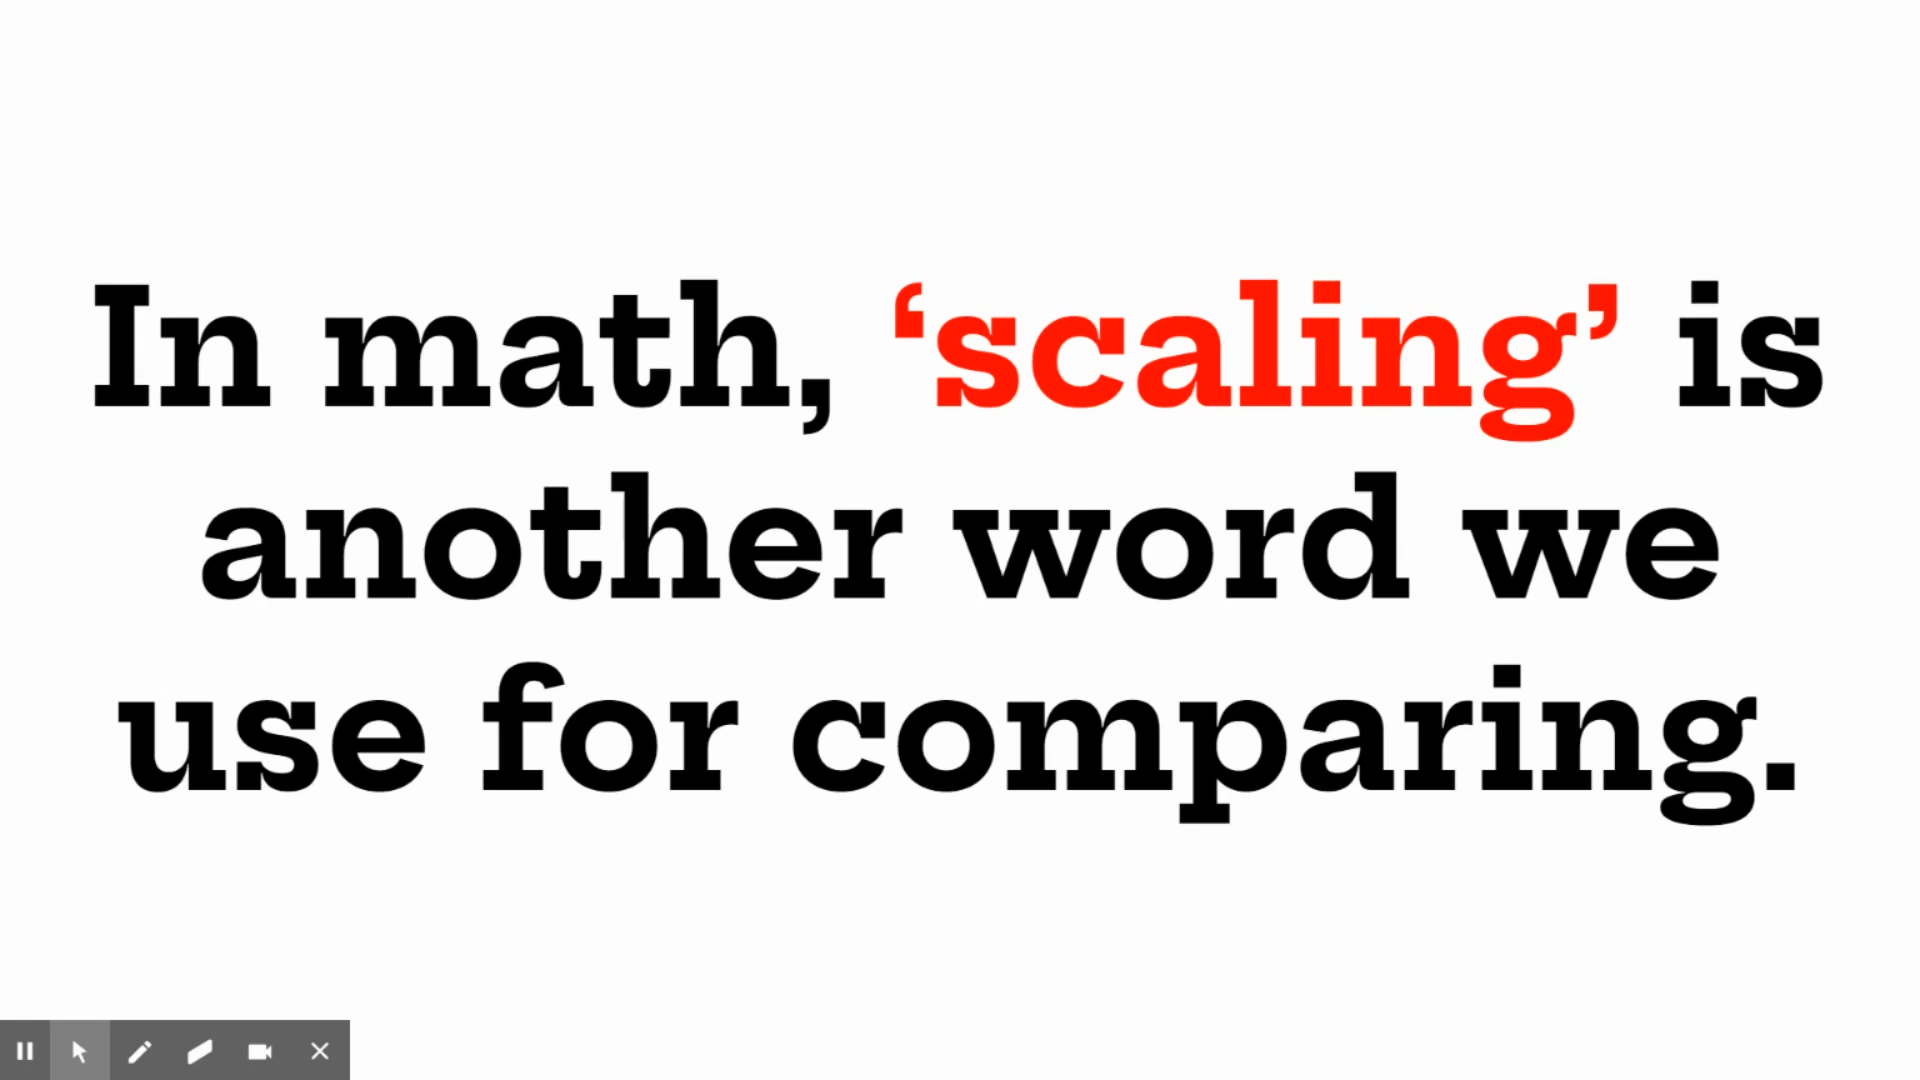 In math, ‘scaling’ is
another word we
use for comparing.